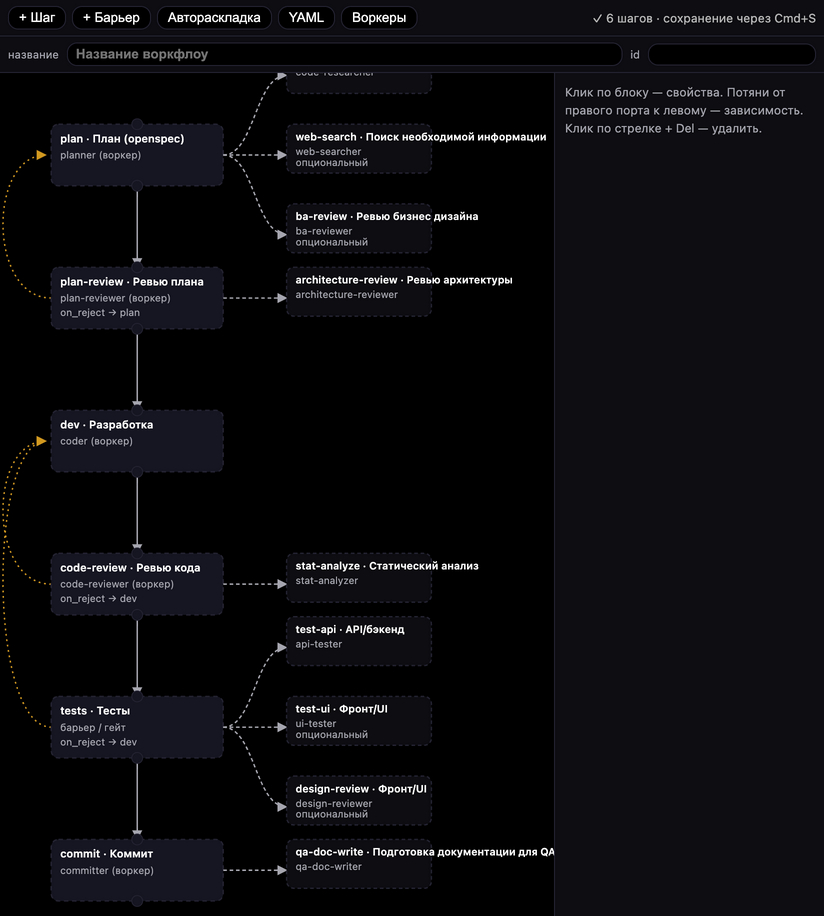 + Шаг
+ Барьер
Автораскладка
YAML
Воркеры
✓ 6 шагов · сохранение через Cmd+S
название
Название воркфлоу
id
Клик по блоку — свойства. Потяни от
правого порта к левому — зависимость.
Клик по стрелке + Del — удалить.
code-researcher
plan · План (openspec)
planner (воркер)
web-search · Поиск необходимой информации
web-searcher
опциональный
ba-review · Ревью бизнес дизайна
ba-reviewer
опциональный
plan-review · Ревью плана
plan-reviewer (воркер)
on_reject → plan
architecture-review · Ревью архитектуры
architecture-reviewer
dev · Разработка
coder (воркер)
code-review · Ревью кода
code-reviewer (воркер)
on_reject → dev
stat-analyze · Статический анализ
stat-analyzer
test-api · API/бэкенд
api-tester
tests · Тесты
барьер / гейт
on_reject → dev
test-ui · Фронт/UI
ui-tester
опциональный
design-review · Фронт/UI
design-reviewer
опциональный
commit · Коммит
committer (воркер)
qa-doc-write · Подготовка документации для QA
qa-doc-writer